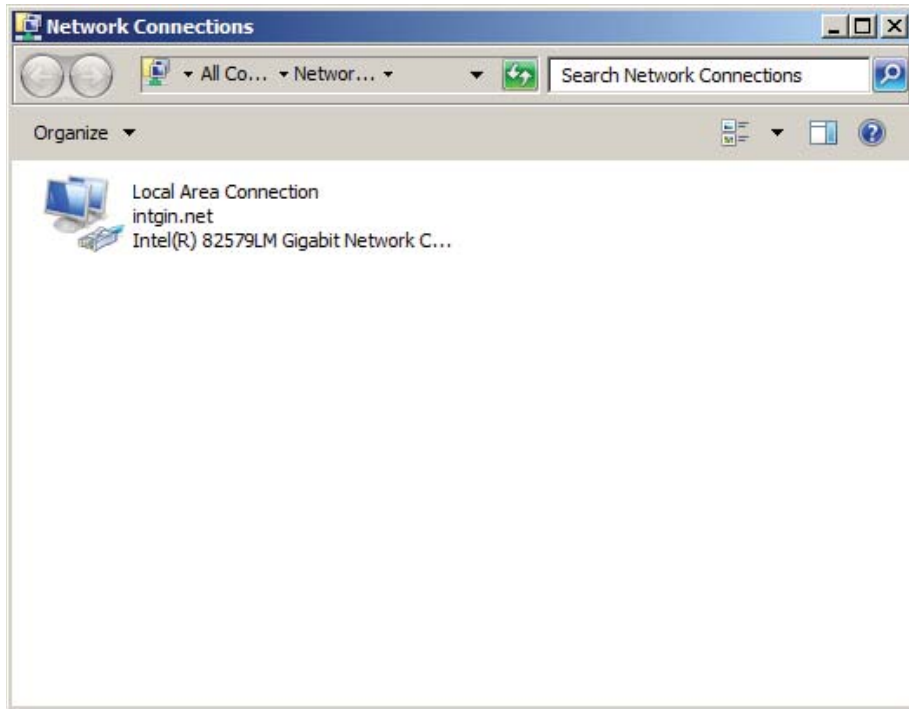 Network Connections
All Co... Networ... Search Network Connections
Organize
Local Area Connection
intgin.net
Intel(R) 82579LM Gigabit Network C...